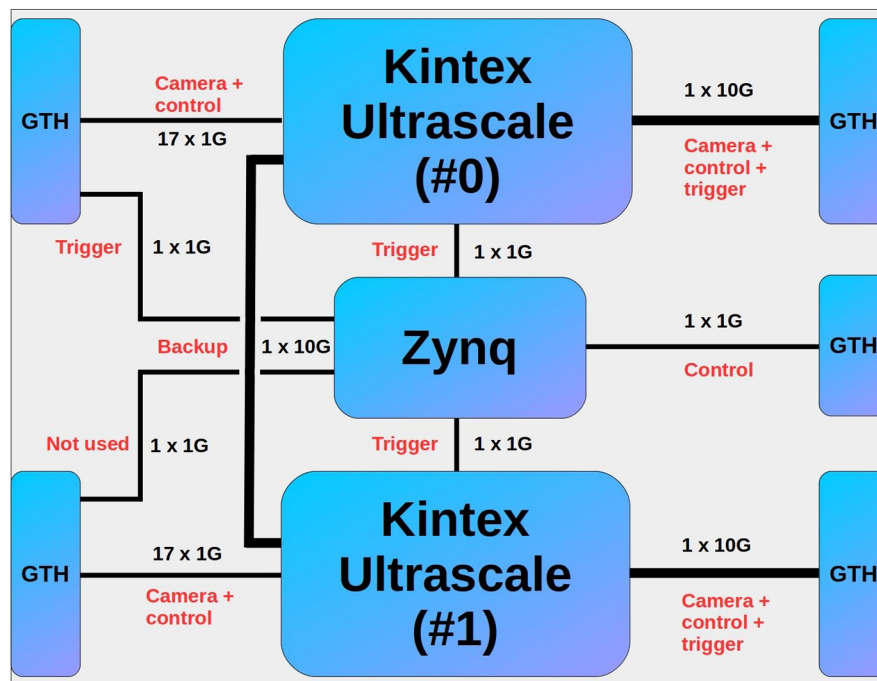 GTH
Camera +
control
17 x 1G
Kintex
Ultrascale
(#0)
1 x 10G
Camera +
control +
trigger
GTH
Trigger
1 x 1G
Trigger
1 x 1G
Backup
1 x 10G
Zynq
1 x 1G
Control
GTH
Not used
1 x 1G
Trigger
1 x 1G
GTH
17 x 1G
Camera +
control
Kintex
Ultrascale
(#1)
1 x 10G
Camera +
control +
trigger
GTH